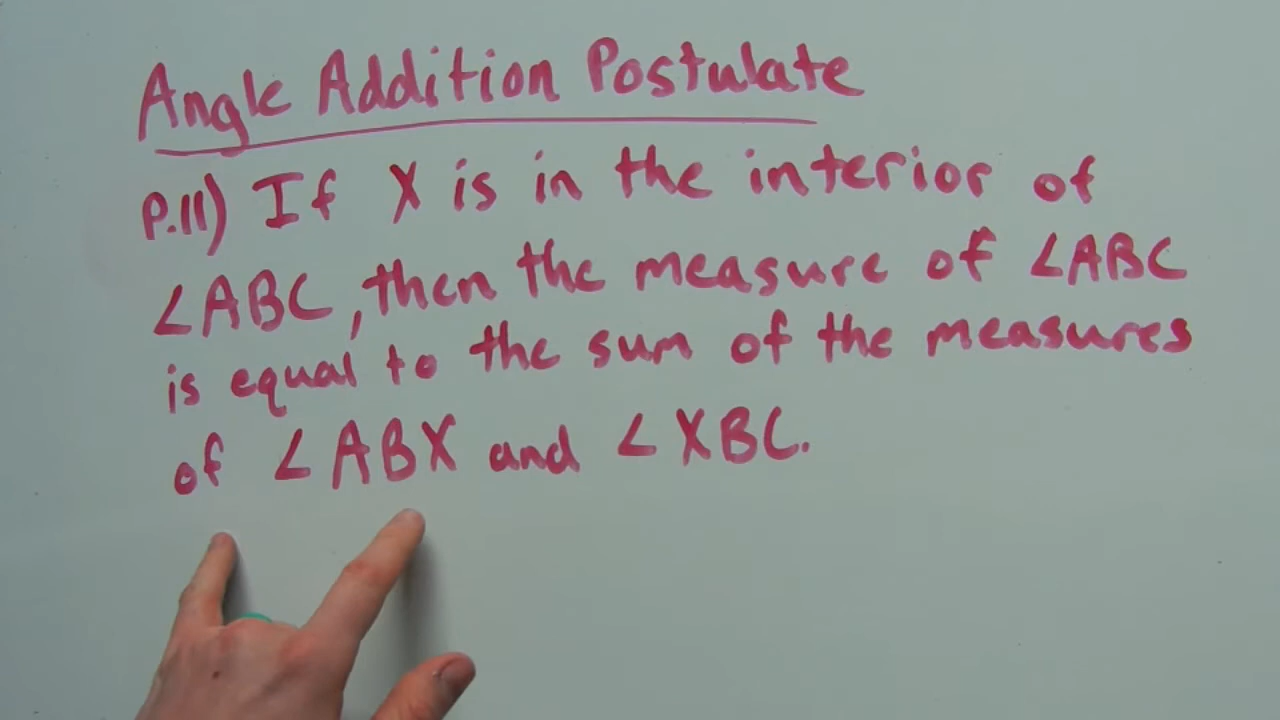 Angle Addition Postulate
P.11) If X is in the interior of
∠ABC, then the measure of ∠ABC
is equal to the sum of the measures
of ∠ABX and ∠XBC.